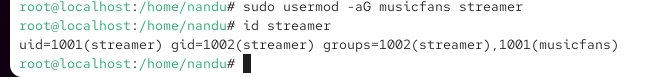 root@localhost:/home/nandu# sudo usermod -aG musicfans streamer
root@localhost:/home/nandu# id streamer
uid=1001(streamer) gid=1002(streamer) groups=1002(streamer),1001(musicfans)
root@localhost:/home/nandu#